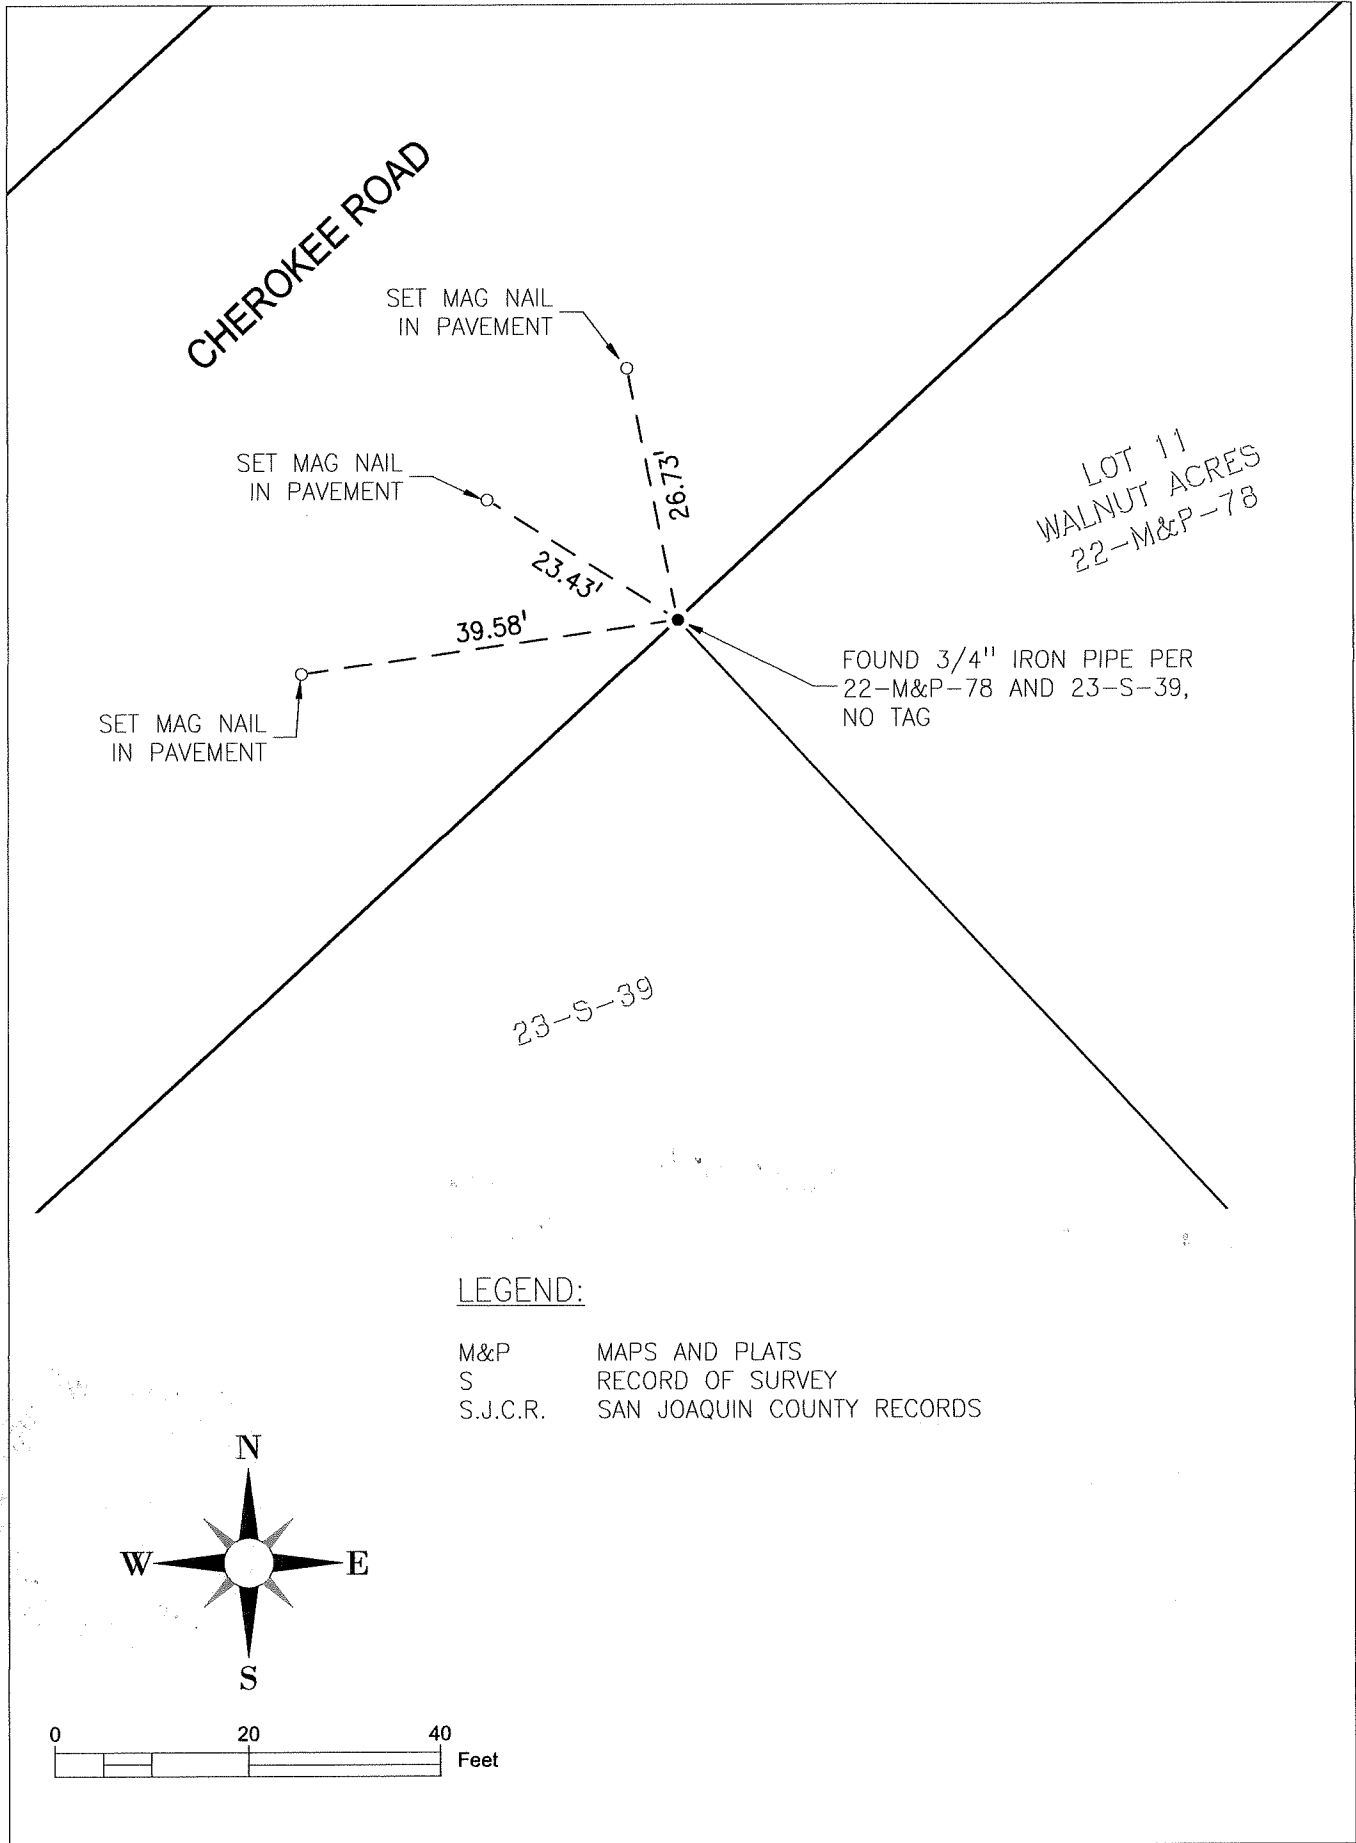 CHEROKEE ROAD
SET MAG NAIL
IN PAVEMENT
SET MAG NAIL
IN PAVEMENT
26.73'
23.43'
39.58'
SET MAG NAIL
IN PAVEMENT
LOT 11
WALNUT ACRES
22-M&P-78
FOUND 3/4" IRON PIPE PER
22-M&P-78 AND 23-S-39,
NO TAG
23-S-39
LEGEND:
M&P MAPS AND PLATS
S RECORD OF SURVEY
S.J.C.R. SAN JOAQUIN COUNTY RECORDS
N
W E
S
0 20 40
Feet